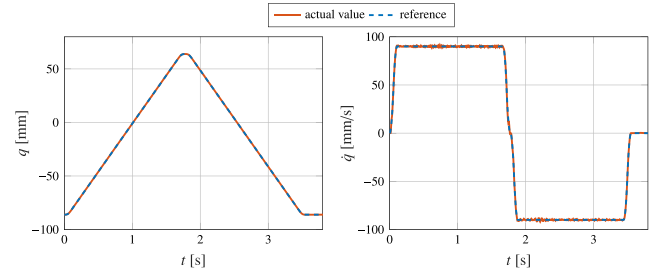 actual value reference
50
0
−50
−100
0 1 2 3
q [mm]
t [s]
100
50
0
−50
−100
0 1 2 3
q̇ [mm/s]
t [s]